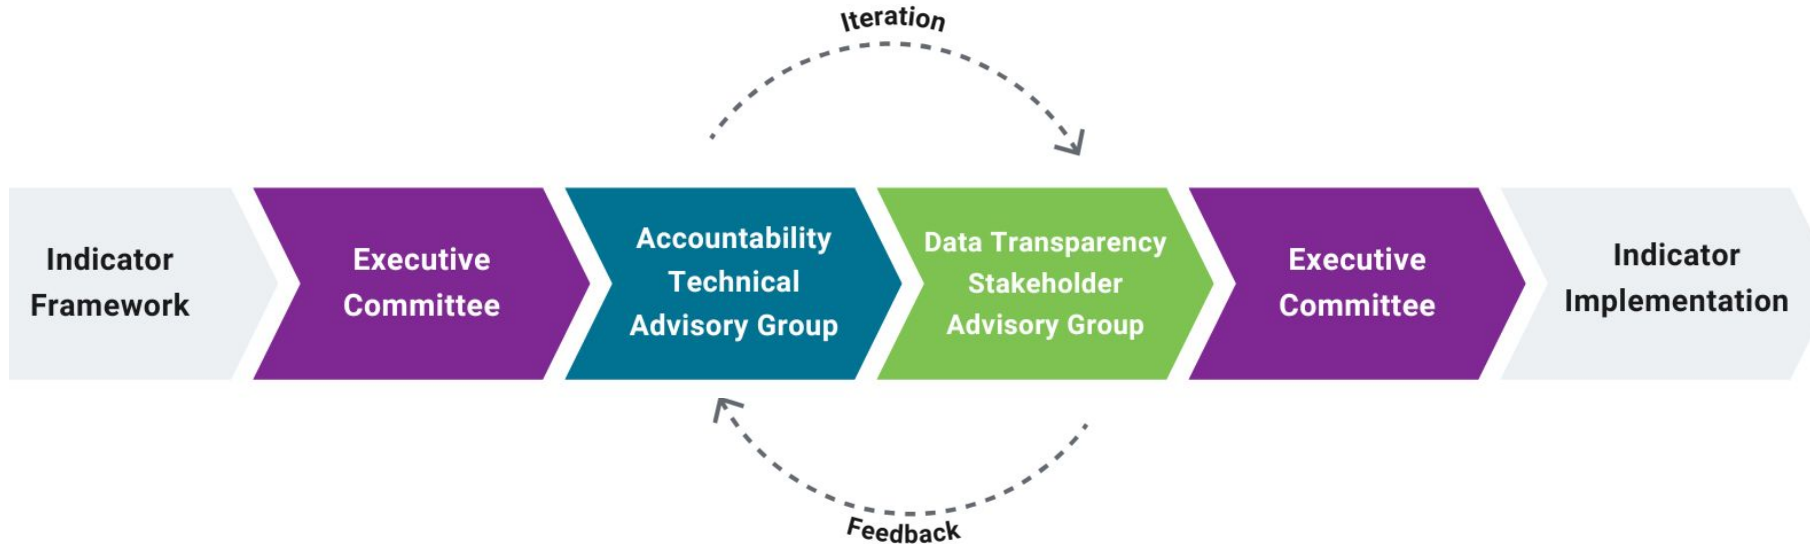 Iteration
Indicator
Framework
Executive
Committee
Accountability
Technical
Advisory Group
Data Transparency
Stakeholder
Advisory Group
Executive
Committee
Indicator
Implementation
Feedback